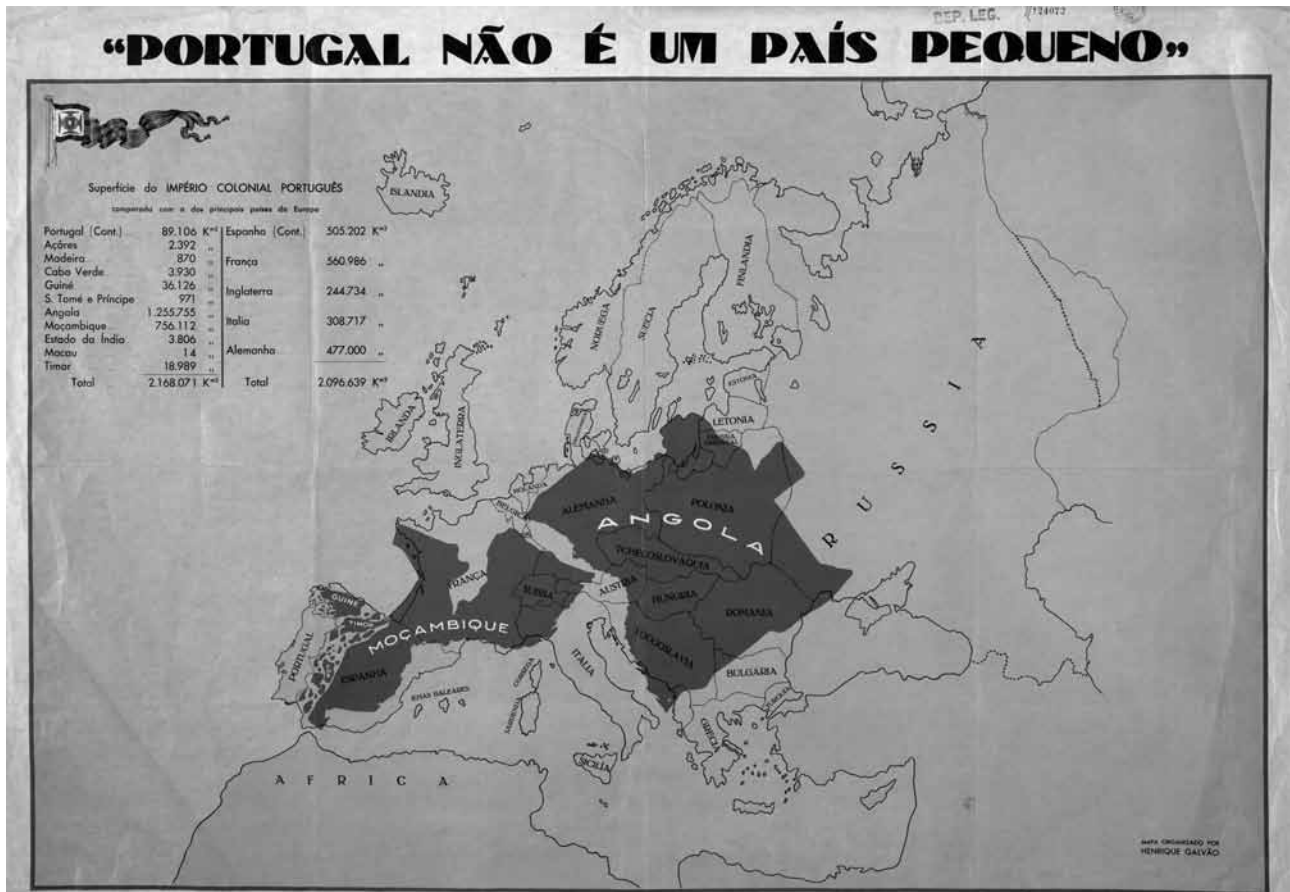 DEP. LEG. 124072
“PORTUGAL NÃO É UM PAÍS PEQUENO”
Superfície do IMPÉRIO COLONIAL PORTUGUÊS
comparada com a dos principais países da Europa
Portugal (Cont.) 89.106 Km² Espanha (Cont.) 505.202 Km²
Açôres 2.392 „
Madeira 870 „ França 560.986 „
Cabo Verde 3.930 „
Guiné 36.126 „ Inglaterra 244.734 „
S. Tomé e Príncipe 971 „
Angola 1.255.755 „ Italia 308.717 „
Moçambique 756.112 „
Estado da Índia 3.806 „ Alemanha 477.000 „
Macau 14 „
Timor 18.989 „
Total 2.168.071 Km² Total 2.096.639 Km²
ISLANDIA
NORUEGA
SUECIA
FINLANDIA
ESTONIA
LETONIA
RUSSIA
IRLANDA
INGLATERRA
HOLANDA
BELGICA
ALEMANHA
POLONIA
ANGOLA
TCHECOSLOVAQUIA
FRANÇA
SUISSA
AUSTRIA
HUNGRIA
ROMANIA
GUINÉ
TIMOR
MOÇAMBIQUE
PORTUGAL
ESPANHA
ILHAS BALEARES
CORSEGA
SARDENHA
ITALIA
YUGOSLAVIA
BULGARIA
TURQUIA
GRECIA
SICILIA
AFRICA
MAPA ORGANIZADO POR
HENRIQUE GALVÃO